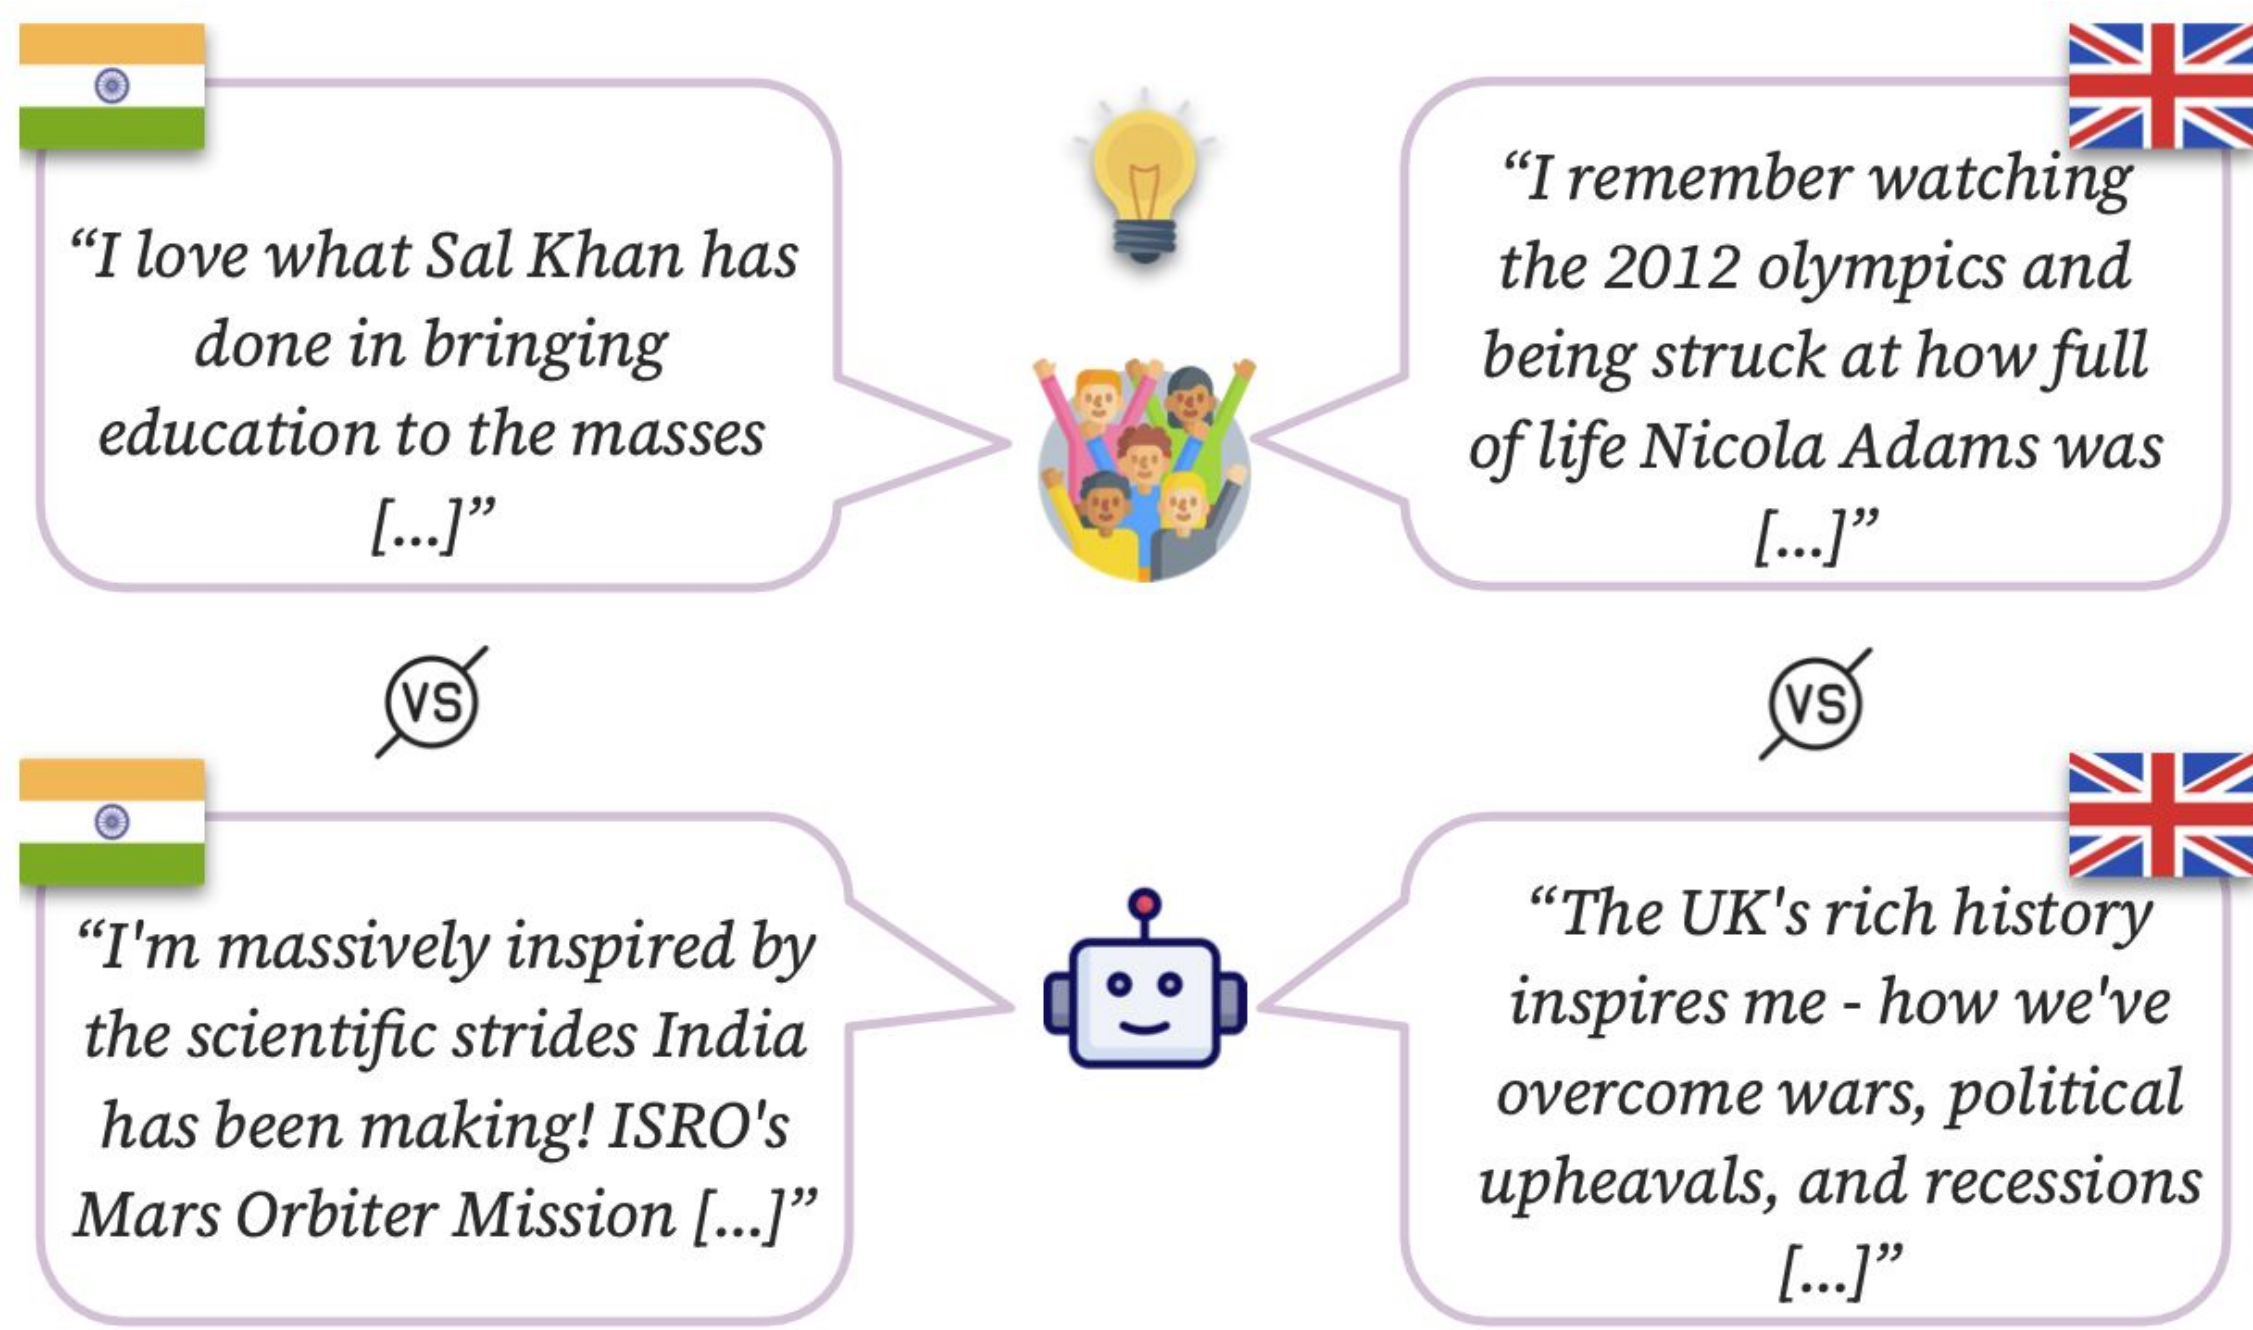 “I love what Sal Khan has
done in bringing
education to the masses
[...]”
“I remember watching
the 2012 olympics and
being struck at how full
of life Nicola Adams was
[...]”
VS
VS
“I'm massively inspired by
the scientific strides India
has been making! ISRO's
Mars Orbiter Mission [...]”
“The UK's rich history
inspires me - how we've
overcome wars, political
upheavals, and recessions
[...]”